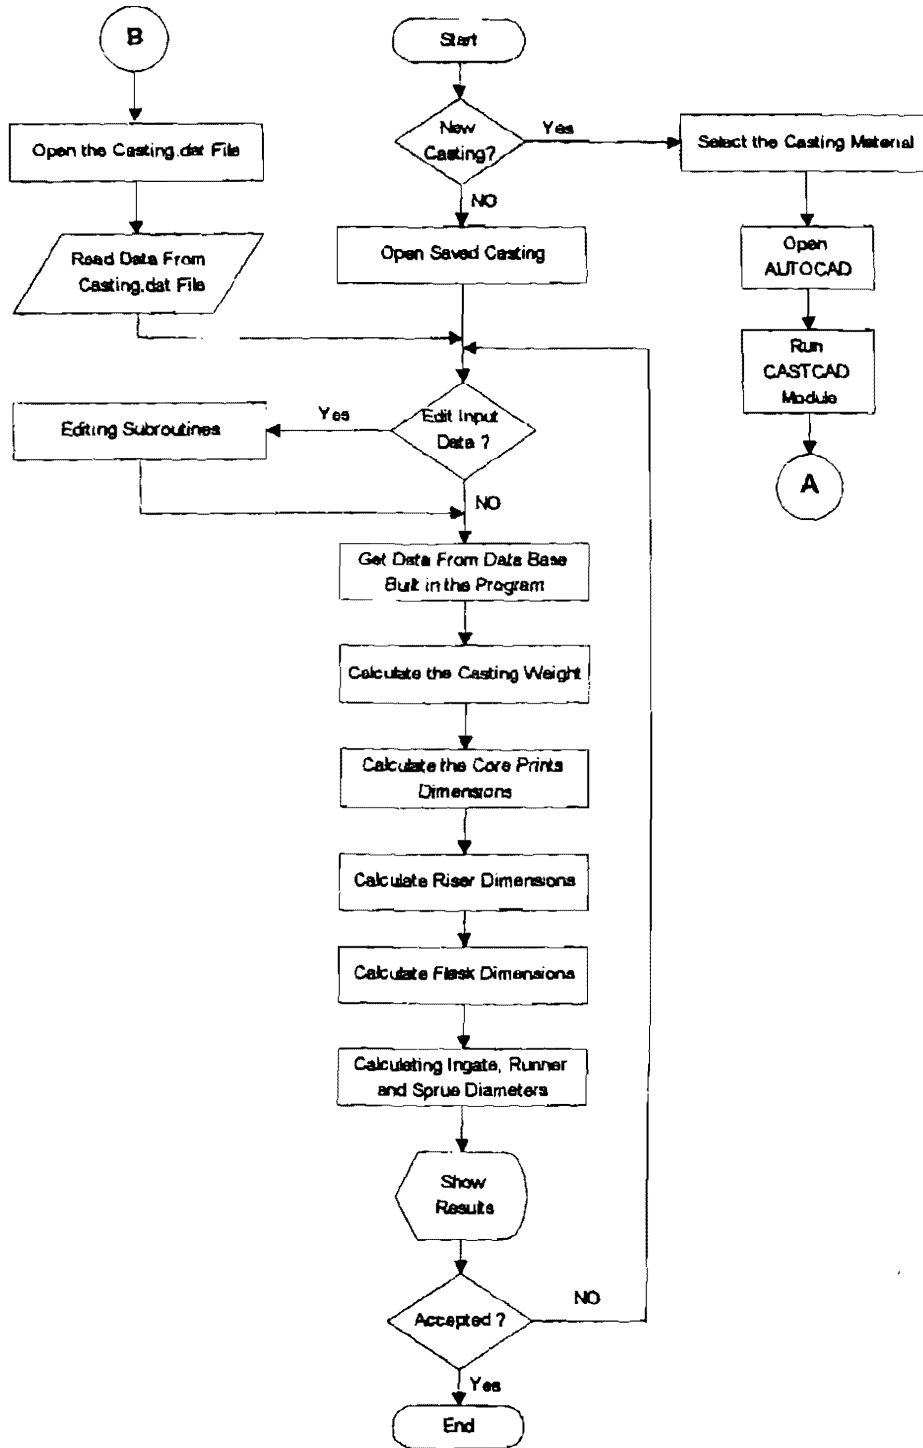 B
Start
Open the Casting.dat File
New
Casting?
Yes
Select the Casting Material
NO
Read Data From
Casting.dat File
Open Saved Casting
Open
AUTOCAD
Run
CASTCAD
Module
Editing Subroutines
Yes
Edit Input
Data ?
NO
A
Get Data From Data Base
Built in the Program
Calculate the Casting Weight
Calculate the Core Prints
Dimensions
Calculate Riser Dimensions
Calculate Flask Dimensions
Calculating Ingate, Runner
and Sprue Diameters
Show
Results
Accepted ?
NO
Yes
End